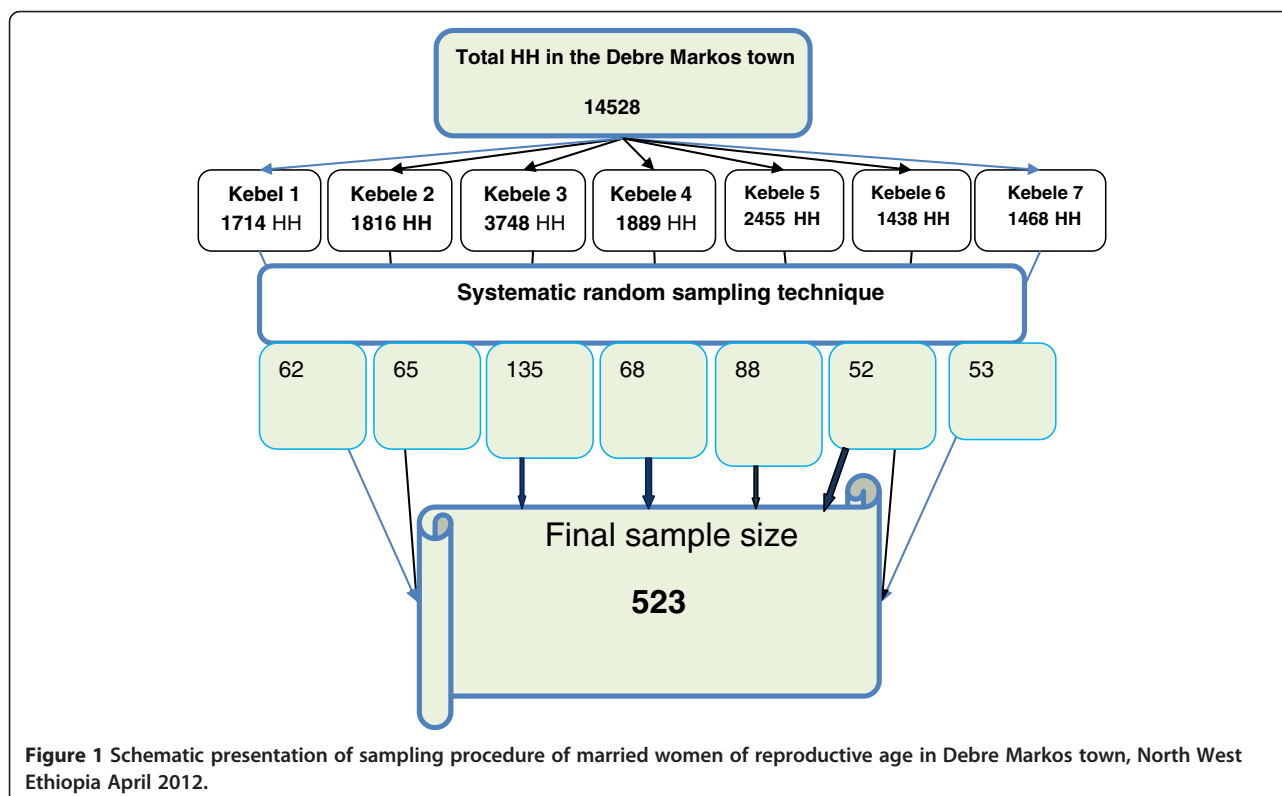 Total HH in the Debre Markos town
14528
Kebel 1
1714 HH
Kebele 2
1816 HH
Kebele 3
3748 HH
Kebele 4
1889 HH
Kebele 5
2455 HH
Kebele 6
1438 HH
Kebele 7
1468 HH
Systematic random sampling technique
62
65
135
68
88
52
53
Final sample size
523
Figure 1 Schematic presentation of sampling procedure of married women of reproductive age in Debre Markos town, North West
Ethiopia April 2012.